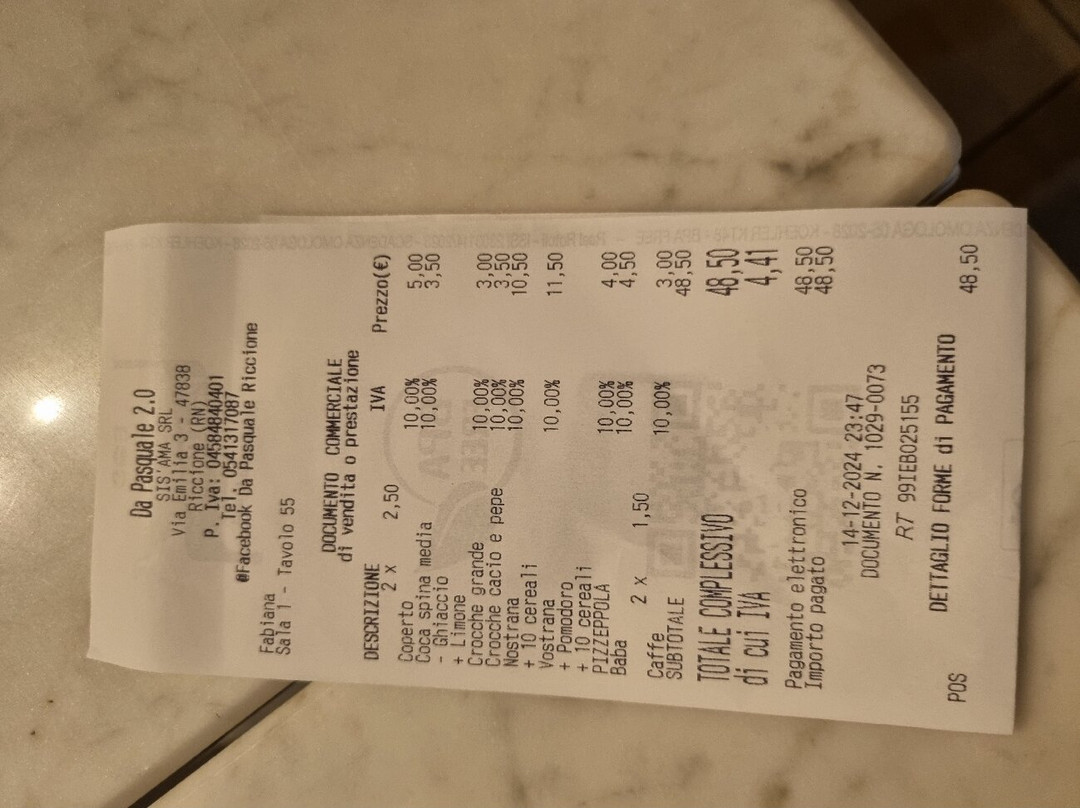 Da Pasquale 2.0
SIS'AMA SRL
Via Emilia 3 - 47838
Riccione (RN)
P. Iva: 04584840401
Tel. 0541317087
@Facebook Da Pasquale Riccione
Fabiana
Sala 1 - Tavolo 55
DOCUMENTO COMMERCIALE
di vendita o prestazione
DESCRIZIONE IVA Prezzo(€)
2 x 2,50
Coperto 10,00% 5,00
Coca spina media 10,00% 3,50
- Ghiaccio
+ Limone
Crocche grande 10,00% 3,00
Crocche cacio e pepe 10,00% 3,50
Nostrana 10,00% 10,50
+ 10 cereali
Vostrana 10,00% 11,50
+ Pomodoro
+ 10 cereali
PIZZEPPOLA 10,00% 4,00
Baba 10,00% 4,50
2 x 1,50
Caffe 10,00% 3,00
SUBTOTALE 48,50
TOTALE COMPLESSIVO 48,50
di cui IVA 4,41
Pagamento elettronico 48,50
Importo pagato 48,50
14-12-2024 23:47
DOCUMENTO N. 1029-0073
RT 99IEB025155
DETTAGLIO FORME di PAGAMENTO
POS 48,50